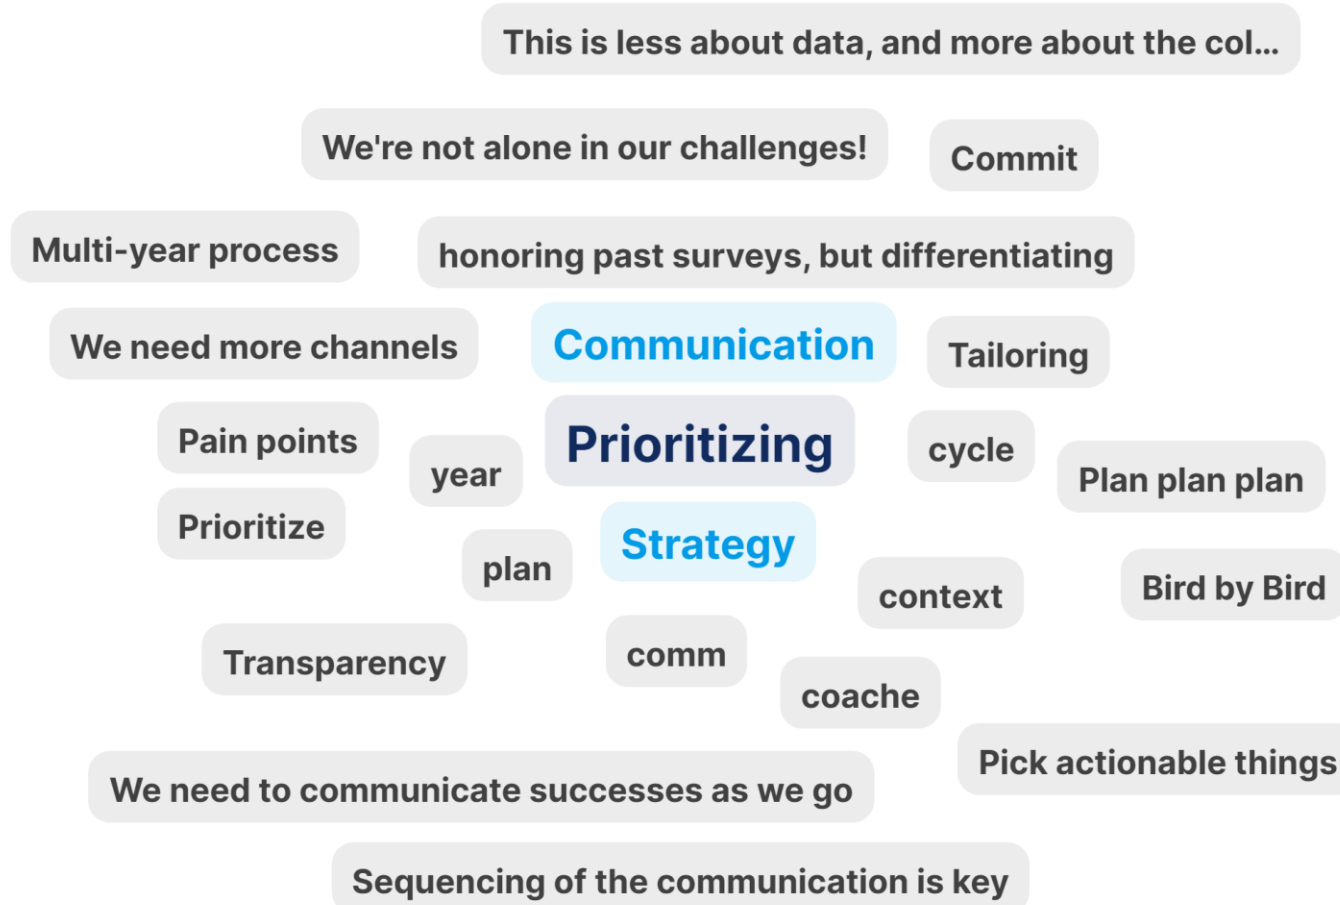 This is less about data, and more about the col...
We're not alone in our challenges!
Commit
Multi-year process
honoring past surveys, but differentiating
We need more channels
Communication
Tailoring
Pain points
year
Prioritizing
cycle
Plan plan plan
Prioritize
plan
Strategy
context
Bird by Bird
Transparency
comm
coache
We need to communicate successes as we go
Pick actionable things
Sequencing of the communication is key